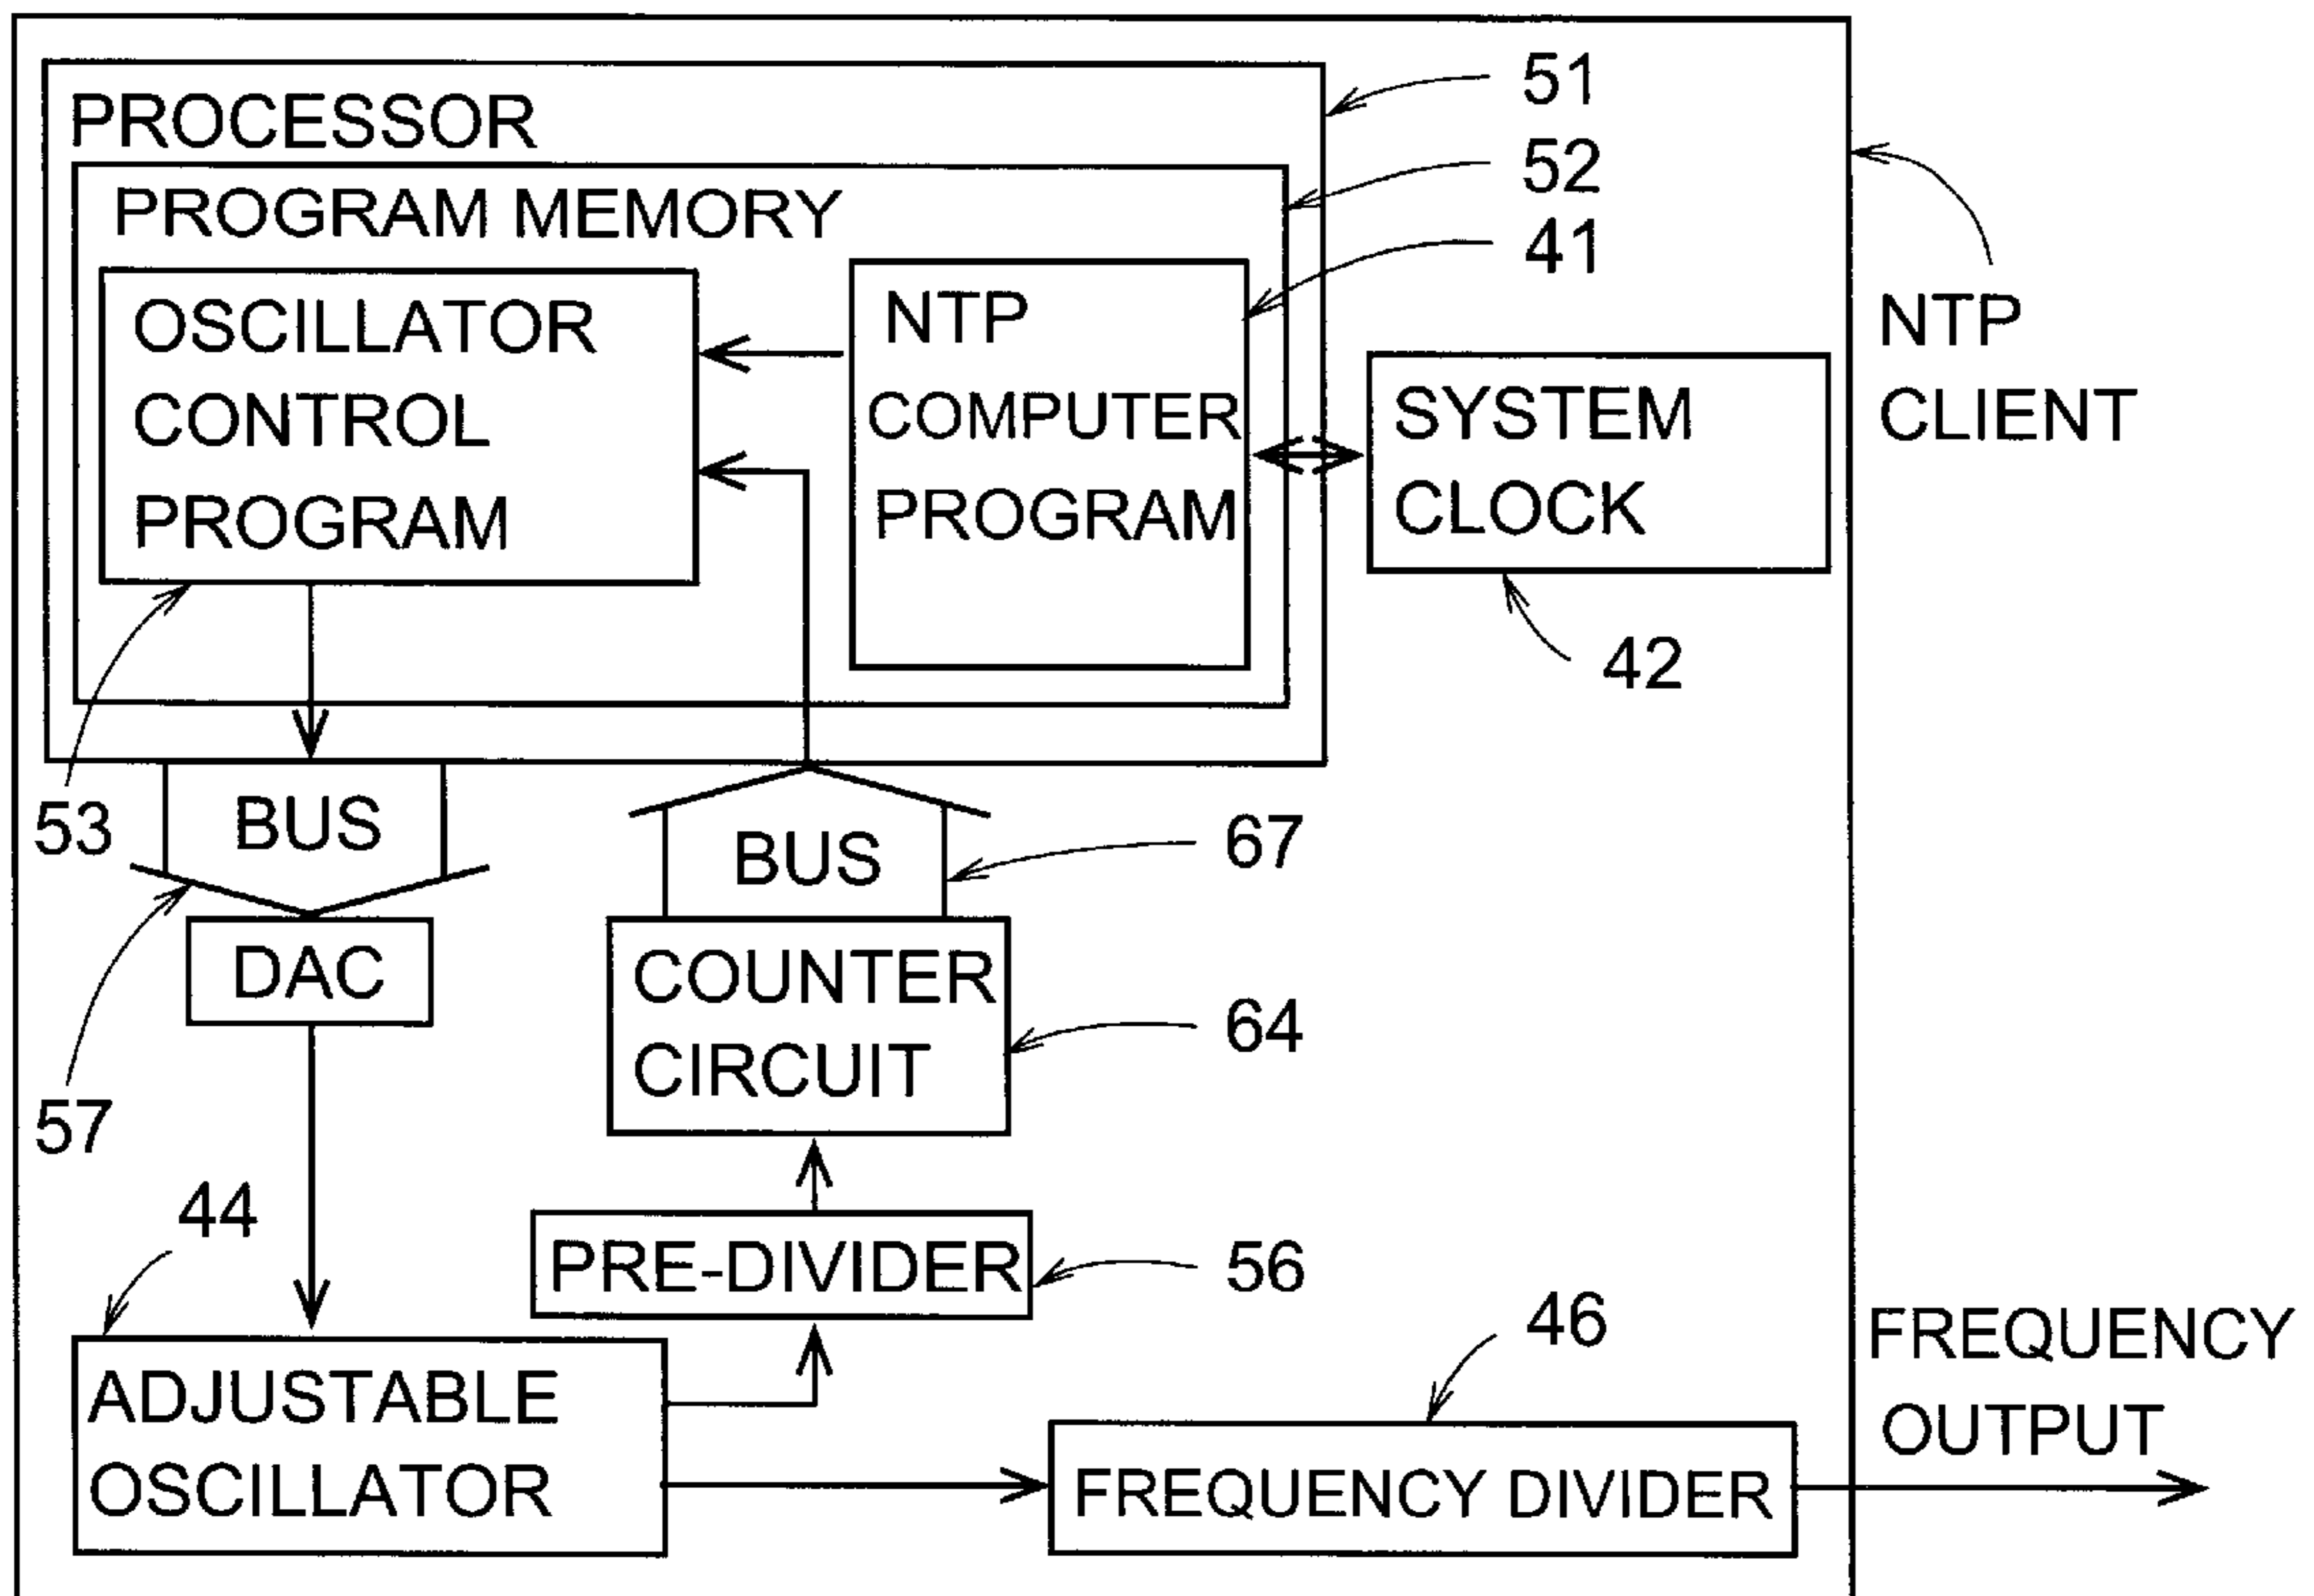 PROCESSOR
51
PROGRAM MEMORY
52
41
OSCILLATOR
CONTROL
PROGRAM
NTP
COMPUTER
PROGRAM
SYSTEM
CLOCK
NTP
CLIENT
42
53
BUS
BUS
67
DAC
COUNTER
CIRCUIT
64
57
44
PRE-DIVIDER
56
46
ADJUSTABLE
OSCILLATOR
FREQUENCY DIVIDER
FREQUENCY
OUTPUT